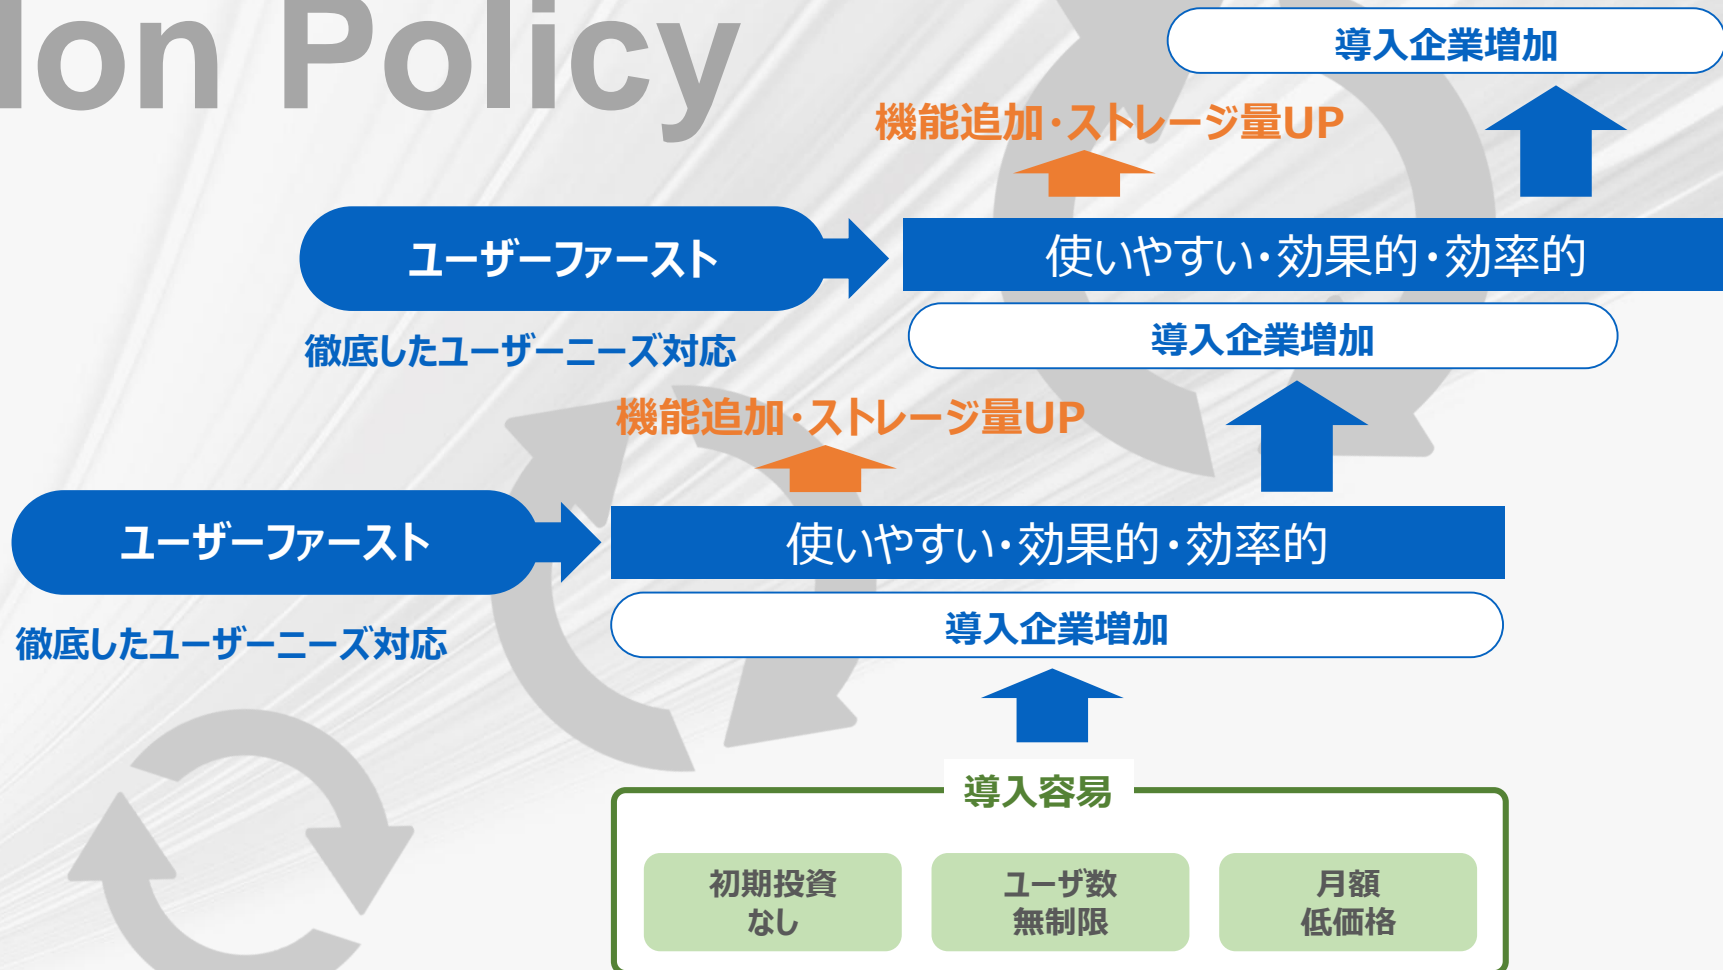 ion Policy
導入企業増加
機能追加・ストレージ量UP
ユーザーファースト
使いやすい・効果的・効率的
徹底したユーザーニーズ対応
導入企業増加
機能追加・ストレージ量UP
ユーザーファースト
使いやすい・効果的・効率的
徹底したユーザーニーズ対応
導入企業増加
導入容易
初期投資
なし
ユーザ数
無制限
月額
低価格